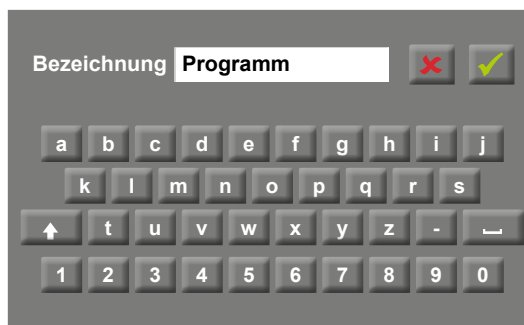 Bezeichnung Programm
a b c d e f g h i j
k l m n o p q r s
t u v w x y z -
1 2 3 4 5 6 7 8 9 0